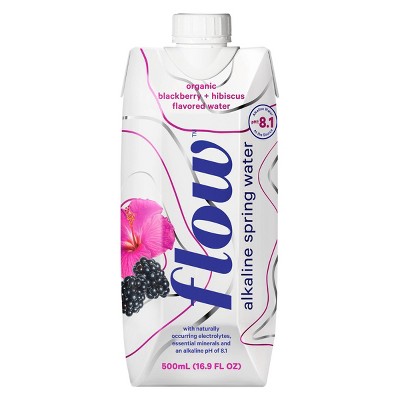 organic
blackberry + hibiscus
flavored water
pH 8.1
flow™
alkaline spring water
with naturally
occurring electrolytes,
essential minerals and
an alkaline pH of 8.1
500mL (16.9 FL OZ)